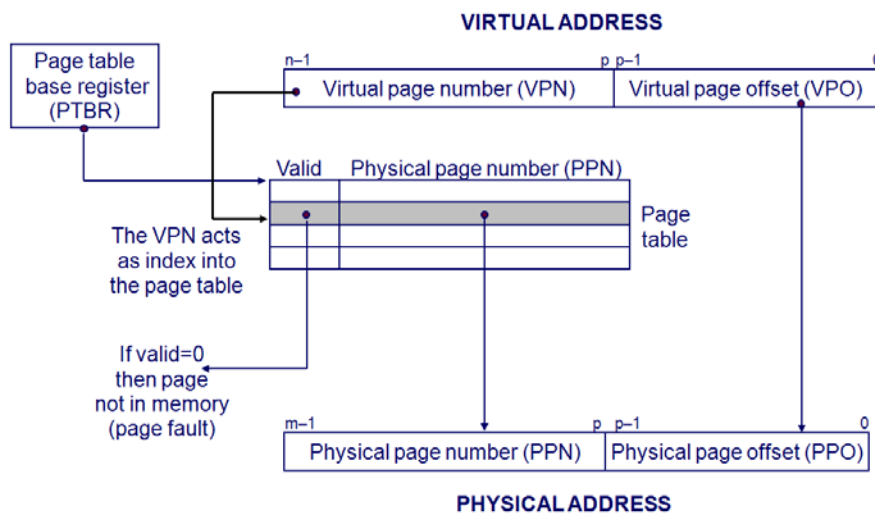 VIRTUAL ADDRESS
Page table
base register
(PTBR)
n–1 p p–1
Virtual page number (VPN) Virtual page offset (VPO)
Valid Physical page number (PPN)
Page
table
The VPN acts
as index into
the page table
If valid=0
then page
not in memory
(page fault)
m–1 p p–1 0
Physical page number (PPN) Physical page offset (PPO)
PHYSICAL ADDRESS